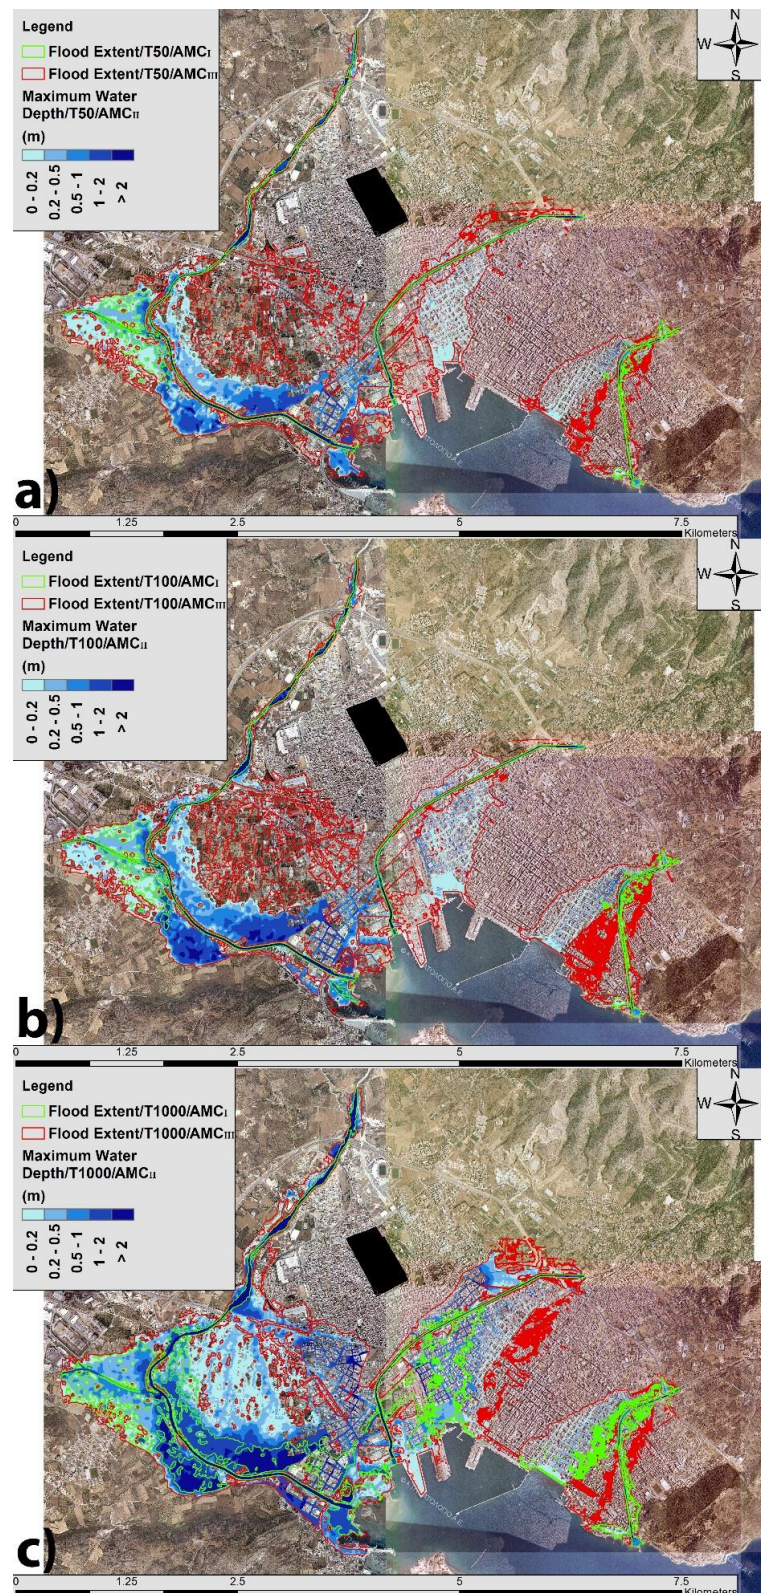 Legend
Flood Extent/T50/AMCI
Flood Extent/T50/AMCIII
Maximum Water
Depth/T50/AMCII
(m)
0 - 0.2
0.2 - 0.5
0.5 - 1
1 - 2
> 2
N
W
S
a)
0 1.25 2.5 5 7.5
Kilometers
Legend
Flood Extent/T100/AMCI
Flood Extent/T100/AMCIII
Maximum Water
Depth/T100/AMCII
(m)
0 - 0.2
0.2 - 0.5
0.5 - 1
1 - 2
> 2
N
W
S
b)
0 1.25 2.5 5 7.5
Kilometers
Legend
Flood Extent/T1000/AMCI
Flood Extent/T1000/AMCIII
Maximum Water
Depth/T1000/AMCII
(m)
0 - 0.2
0.2 - 0.5
0.5 - 1
1 - 2
> 2
N
W
S
c)
0 1.25 2.5 5 7.5
Kilometers